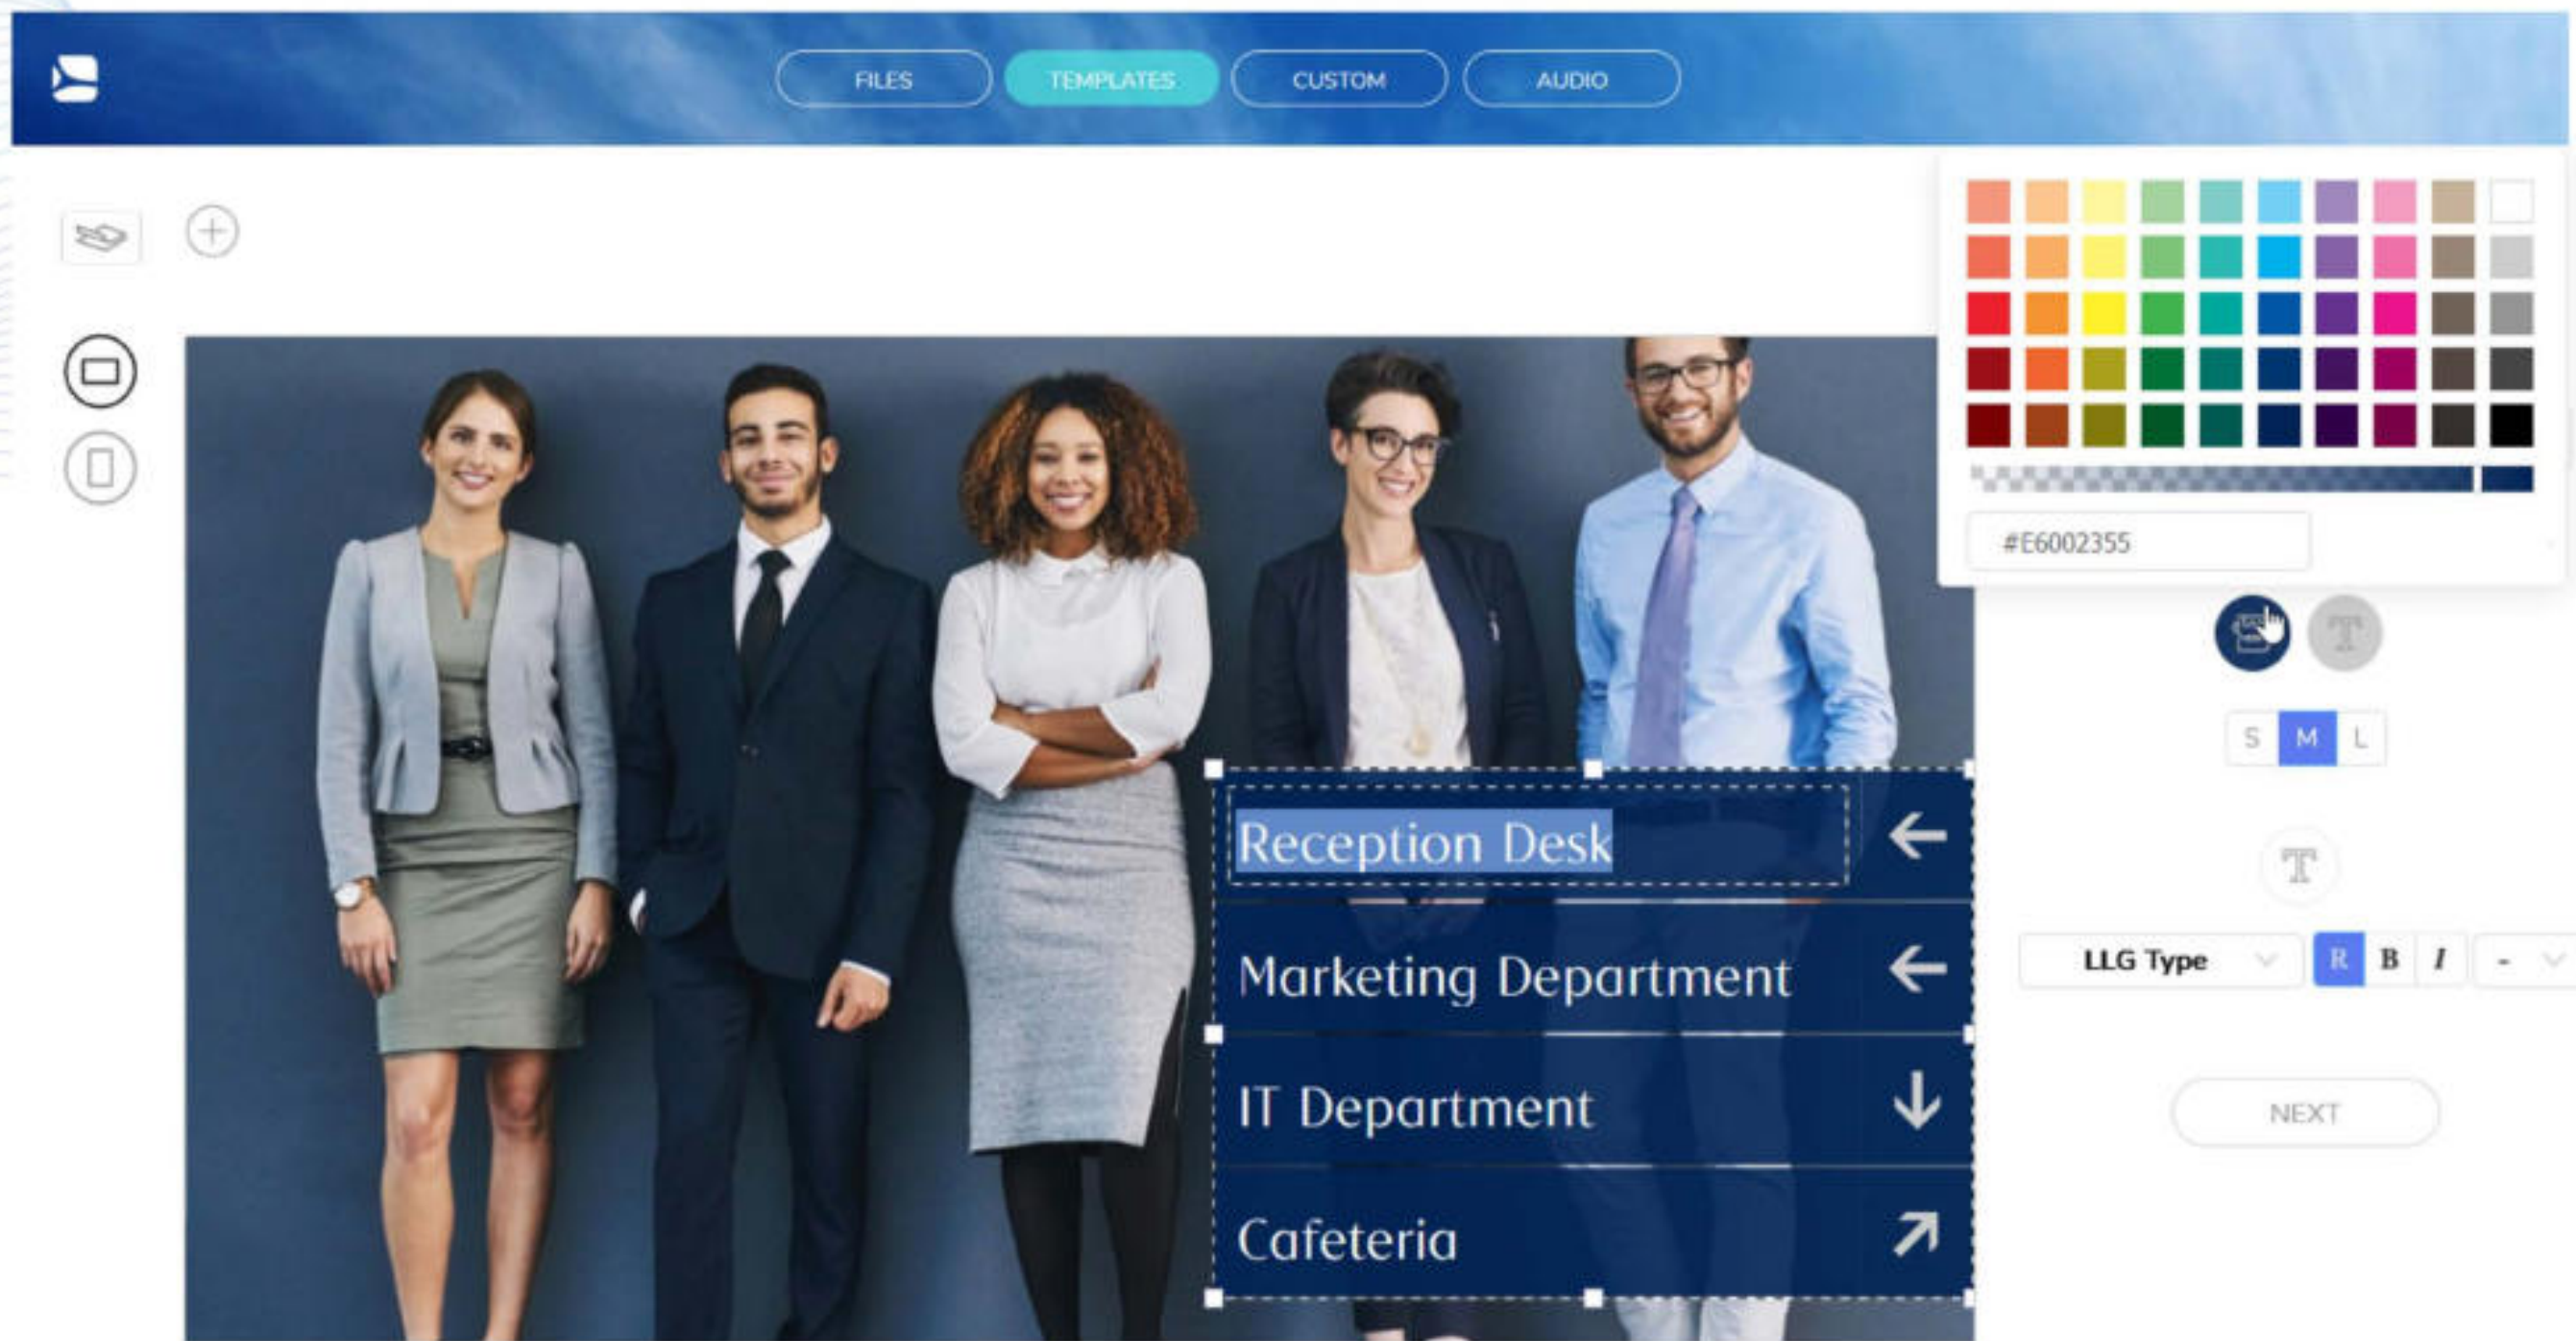 FILES
TEMPLATES
CUSTOM
AUDIO
#E6002355
T
S M L
Reception Desk
T
Marketing Department
LLG Type R B I -
IT Department
NEXT
Cafeteria